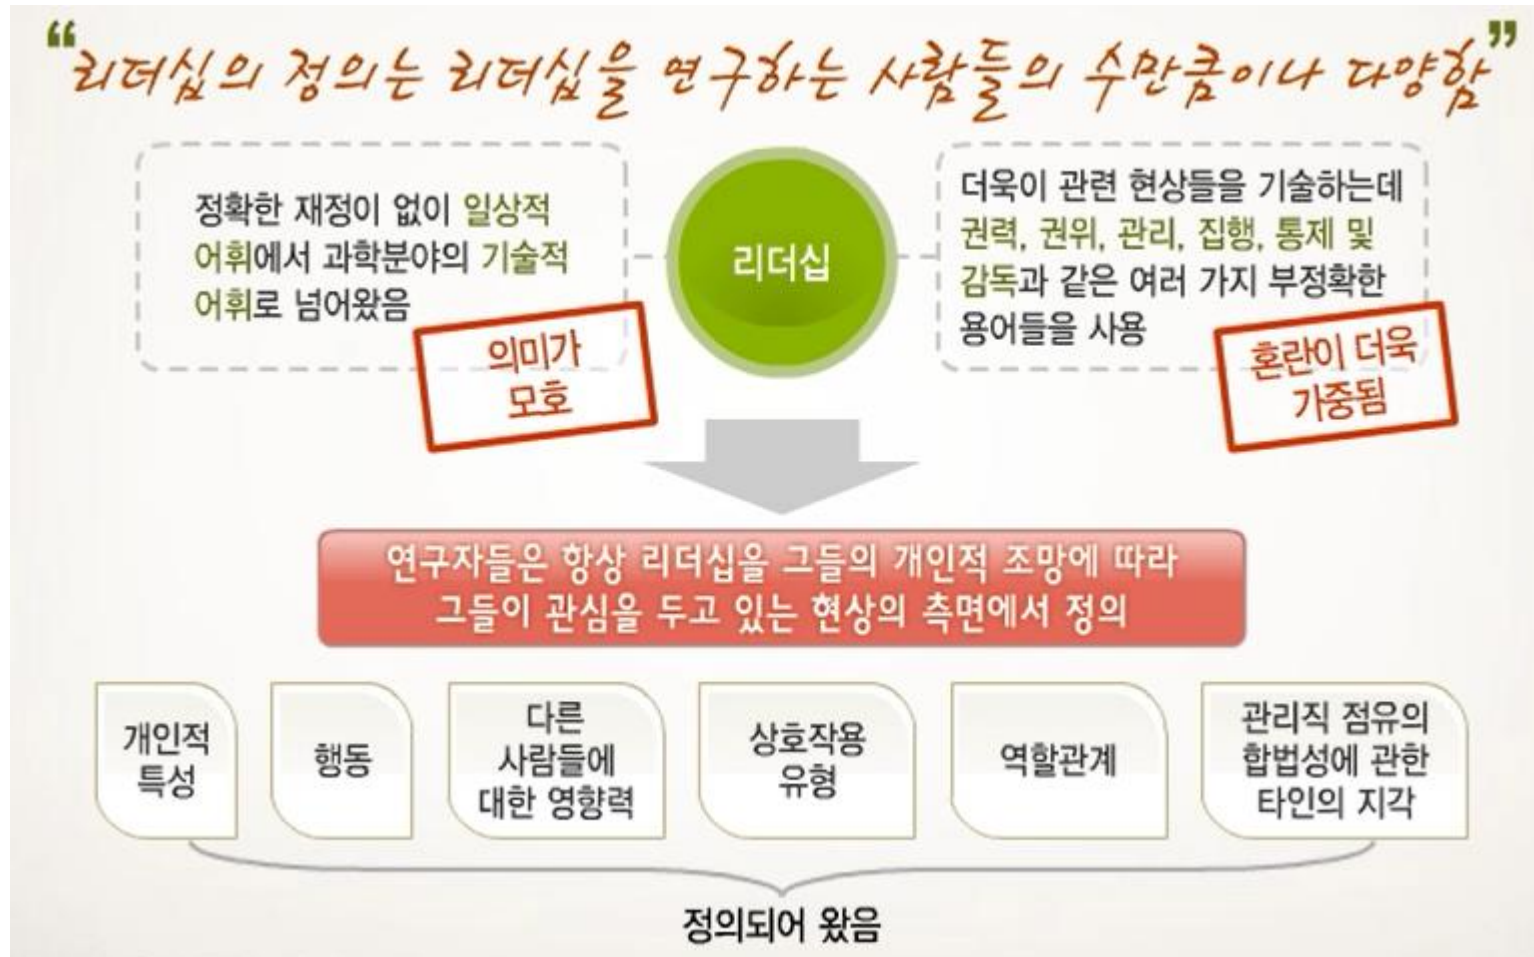 “리더십의 정의는 리더십을 연구하는 사람들의 수만큼이나 다양함”
정확한 재정이 없이 일상적
어휘에서 과학분야의 기술적
어휘로 넘어왔음
의미가
모호
리더십
더욱이 관련 현상들을 기술하는데
권력, 권위, 관리, 집행, 통제 및
감독과 같은 여러 가지 부정확한
용어들을 사용
혼란이 더욱
가중됨
연구자들은 항상 리더십을 그들의 개인적 조망에 따라
그들이 관심을 두고 있는 현상의 측면에서 정의
개인적
특성
행동
다른
사람들에
대한 영향력
상호작용
유형
역할관계
관리직 점유의
합법성에 관한
타인의 지각
정의되어 왔음